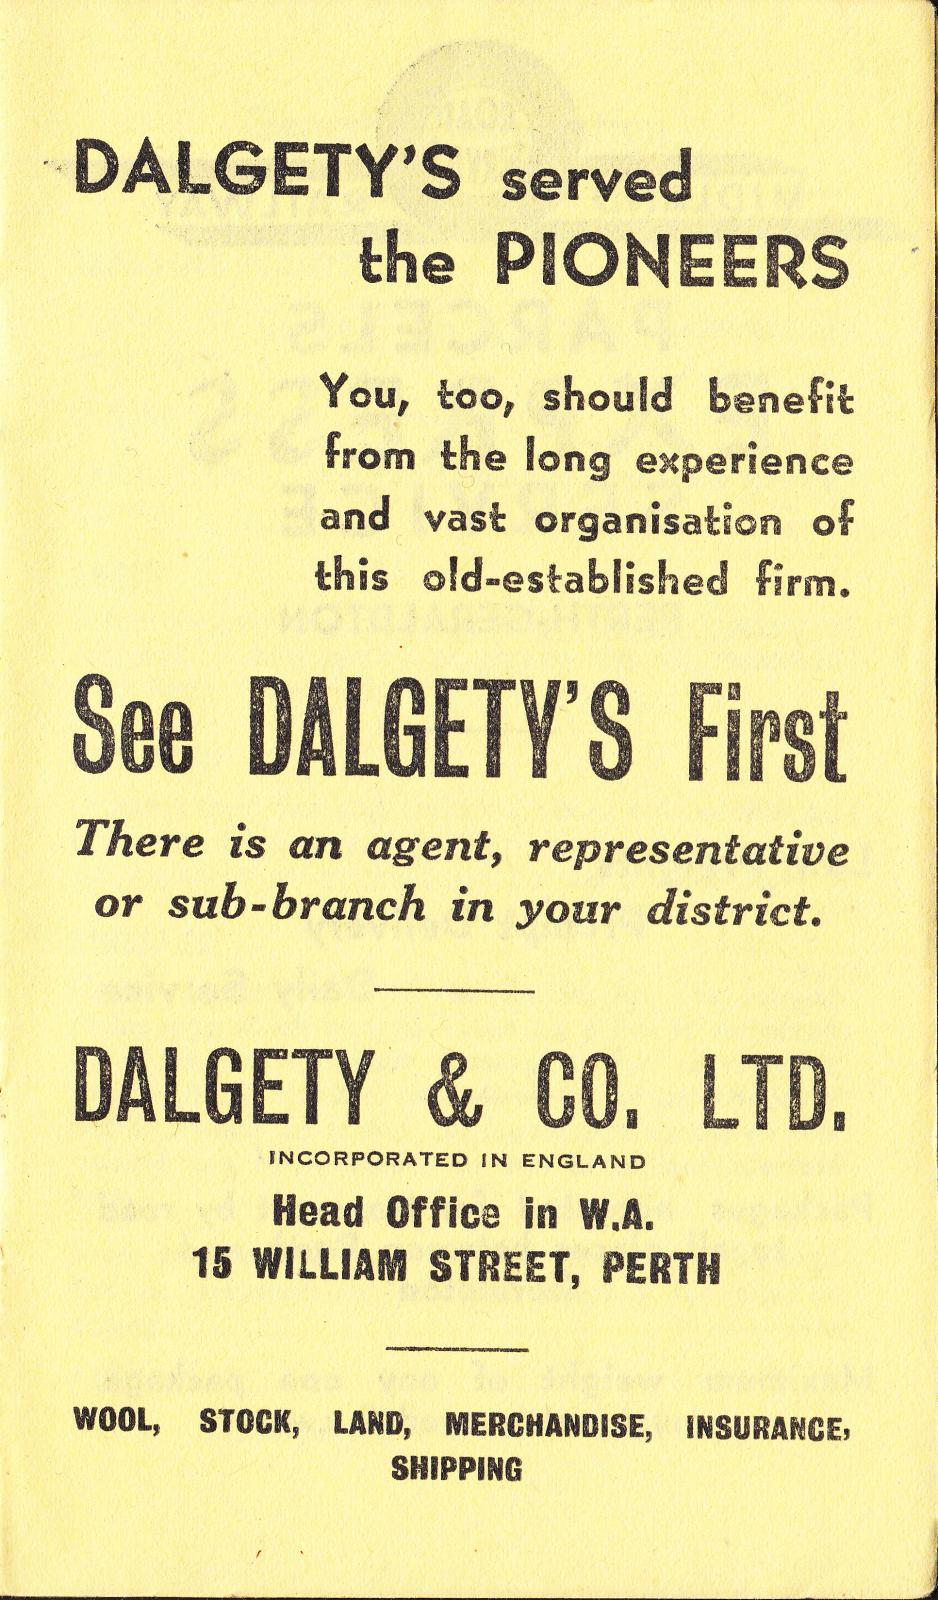 DALGETY'S served
the PIONEERS
You, too, should benefit
from the long experience
and vast organisation of
this old-established firm.
See DALGETY'S First
There is an agent, representative
or sub-branch in your district.
DALGETY & CO. LTD.
INCORPORATED IN ENGLAND
Head Office in W.A.
15 WILLIAM STREET, PERTH
WOOL, STOCK, LAND, MERCHANDISE, INSURANCE,
SHIPPING